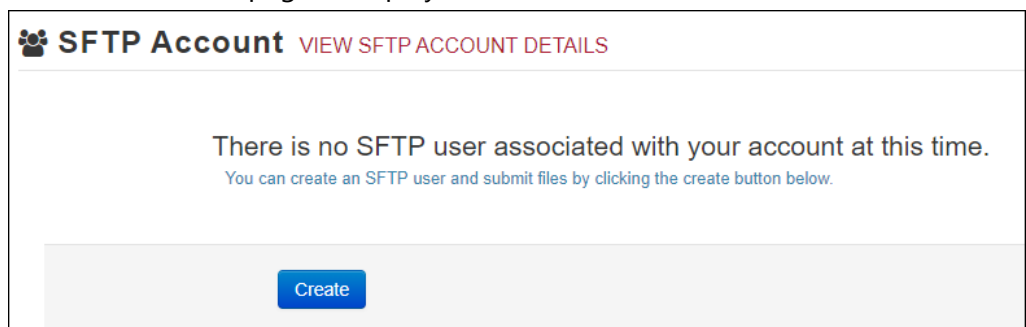 SFTP Account VIEW SFTP ACCOUNT DETAILS
There is no SFTP user associated with your account at this time.
You can create an SFTP user and submit files by clicking the create button below.
Create